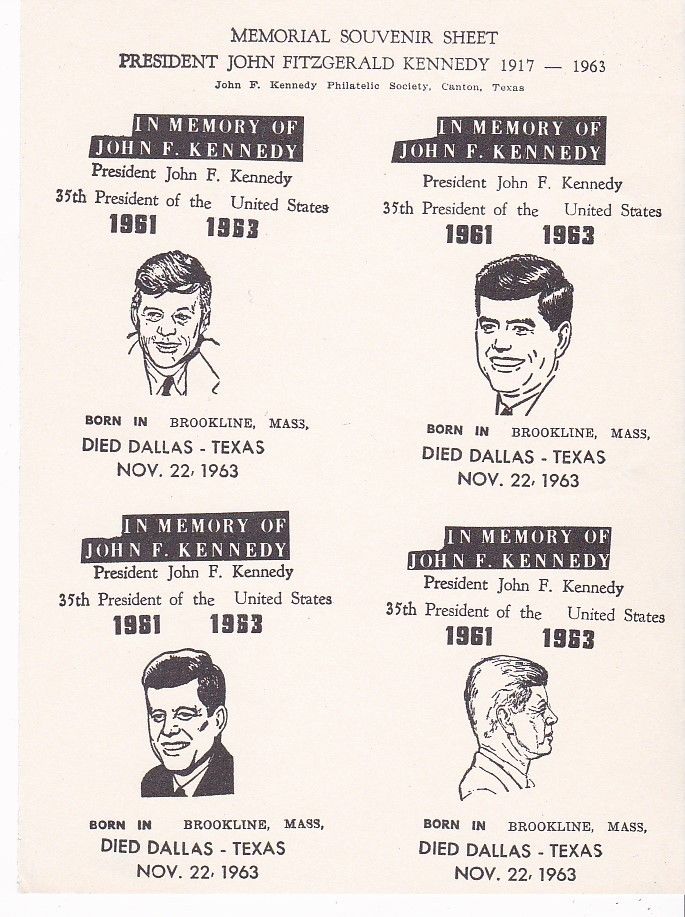 MEMORIAL SOUVENIR SHEET
PRESIDENT JOHN FITZGERALD KENNEDY 1917 — 1963
John F. Kennedy Philatelic Society, Canton, Texas
IN MEMORY OF
JOHN F. KENNEDY
President John F. Kennedy
35th President of the United States
1961 1963
BORN IN BROOKLINE, MASS,
DIED DALLAS - TEXAS
NOV. 22, 1963
IN MEMORY OF
JOHN F. KENNEDY
President John F. Kennedy
35th President of the United States
1961 1963
BORN IN BROOKLINE, MASS,
DIED DALLAS - TEXAS
NOV. 22, 1963
IN MEMORY OF
JOHN F. KENNEDY
President John F. Kennedy
35th President of the United States
1961 1963
BORN IN BROOKLINE, MASS,
DIED DALLAS - TEXAS
NOV. 22, 1963
IN MEMORY OF
JOHN F. KENNEDY
President John F. Kennedy
35th President of the United States
1961 1963
BORN IN BROOKLINE, MASS,
DIED DALLAS - TEXAS
NOV. 22, 1963